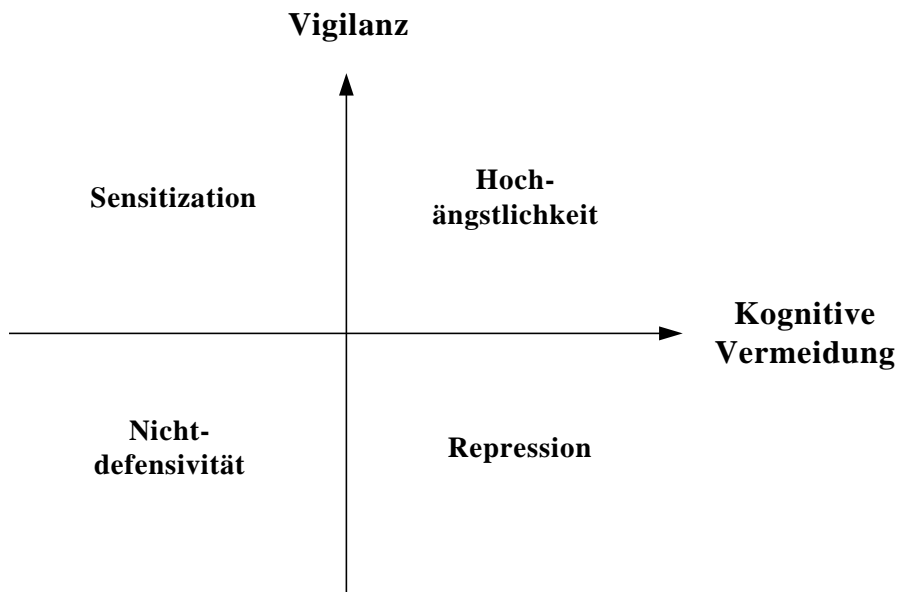 Vigilanz
Sensitization
Hoch-
ängstlichkeit
Kognitive
Vermeidung
Nicht-
defensivität
Repression